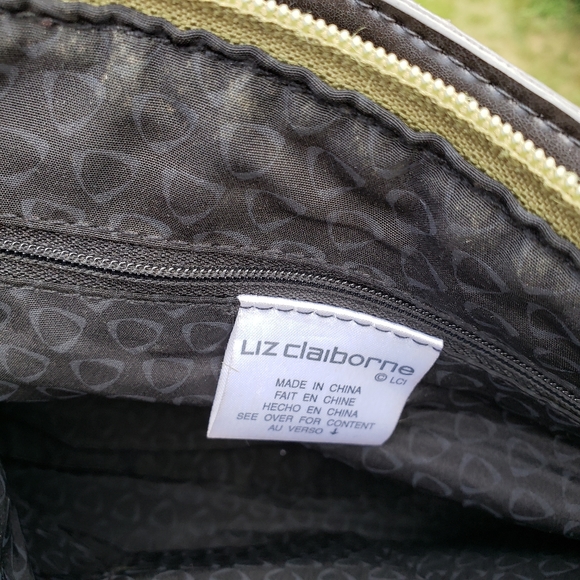 LIZ claiborne
© LCI
MADE IN CHINA
FAIT EN CHINE
HECHO EN CHINA
SEE OVER FOR CONTENT
AU VERSO ↓